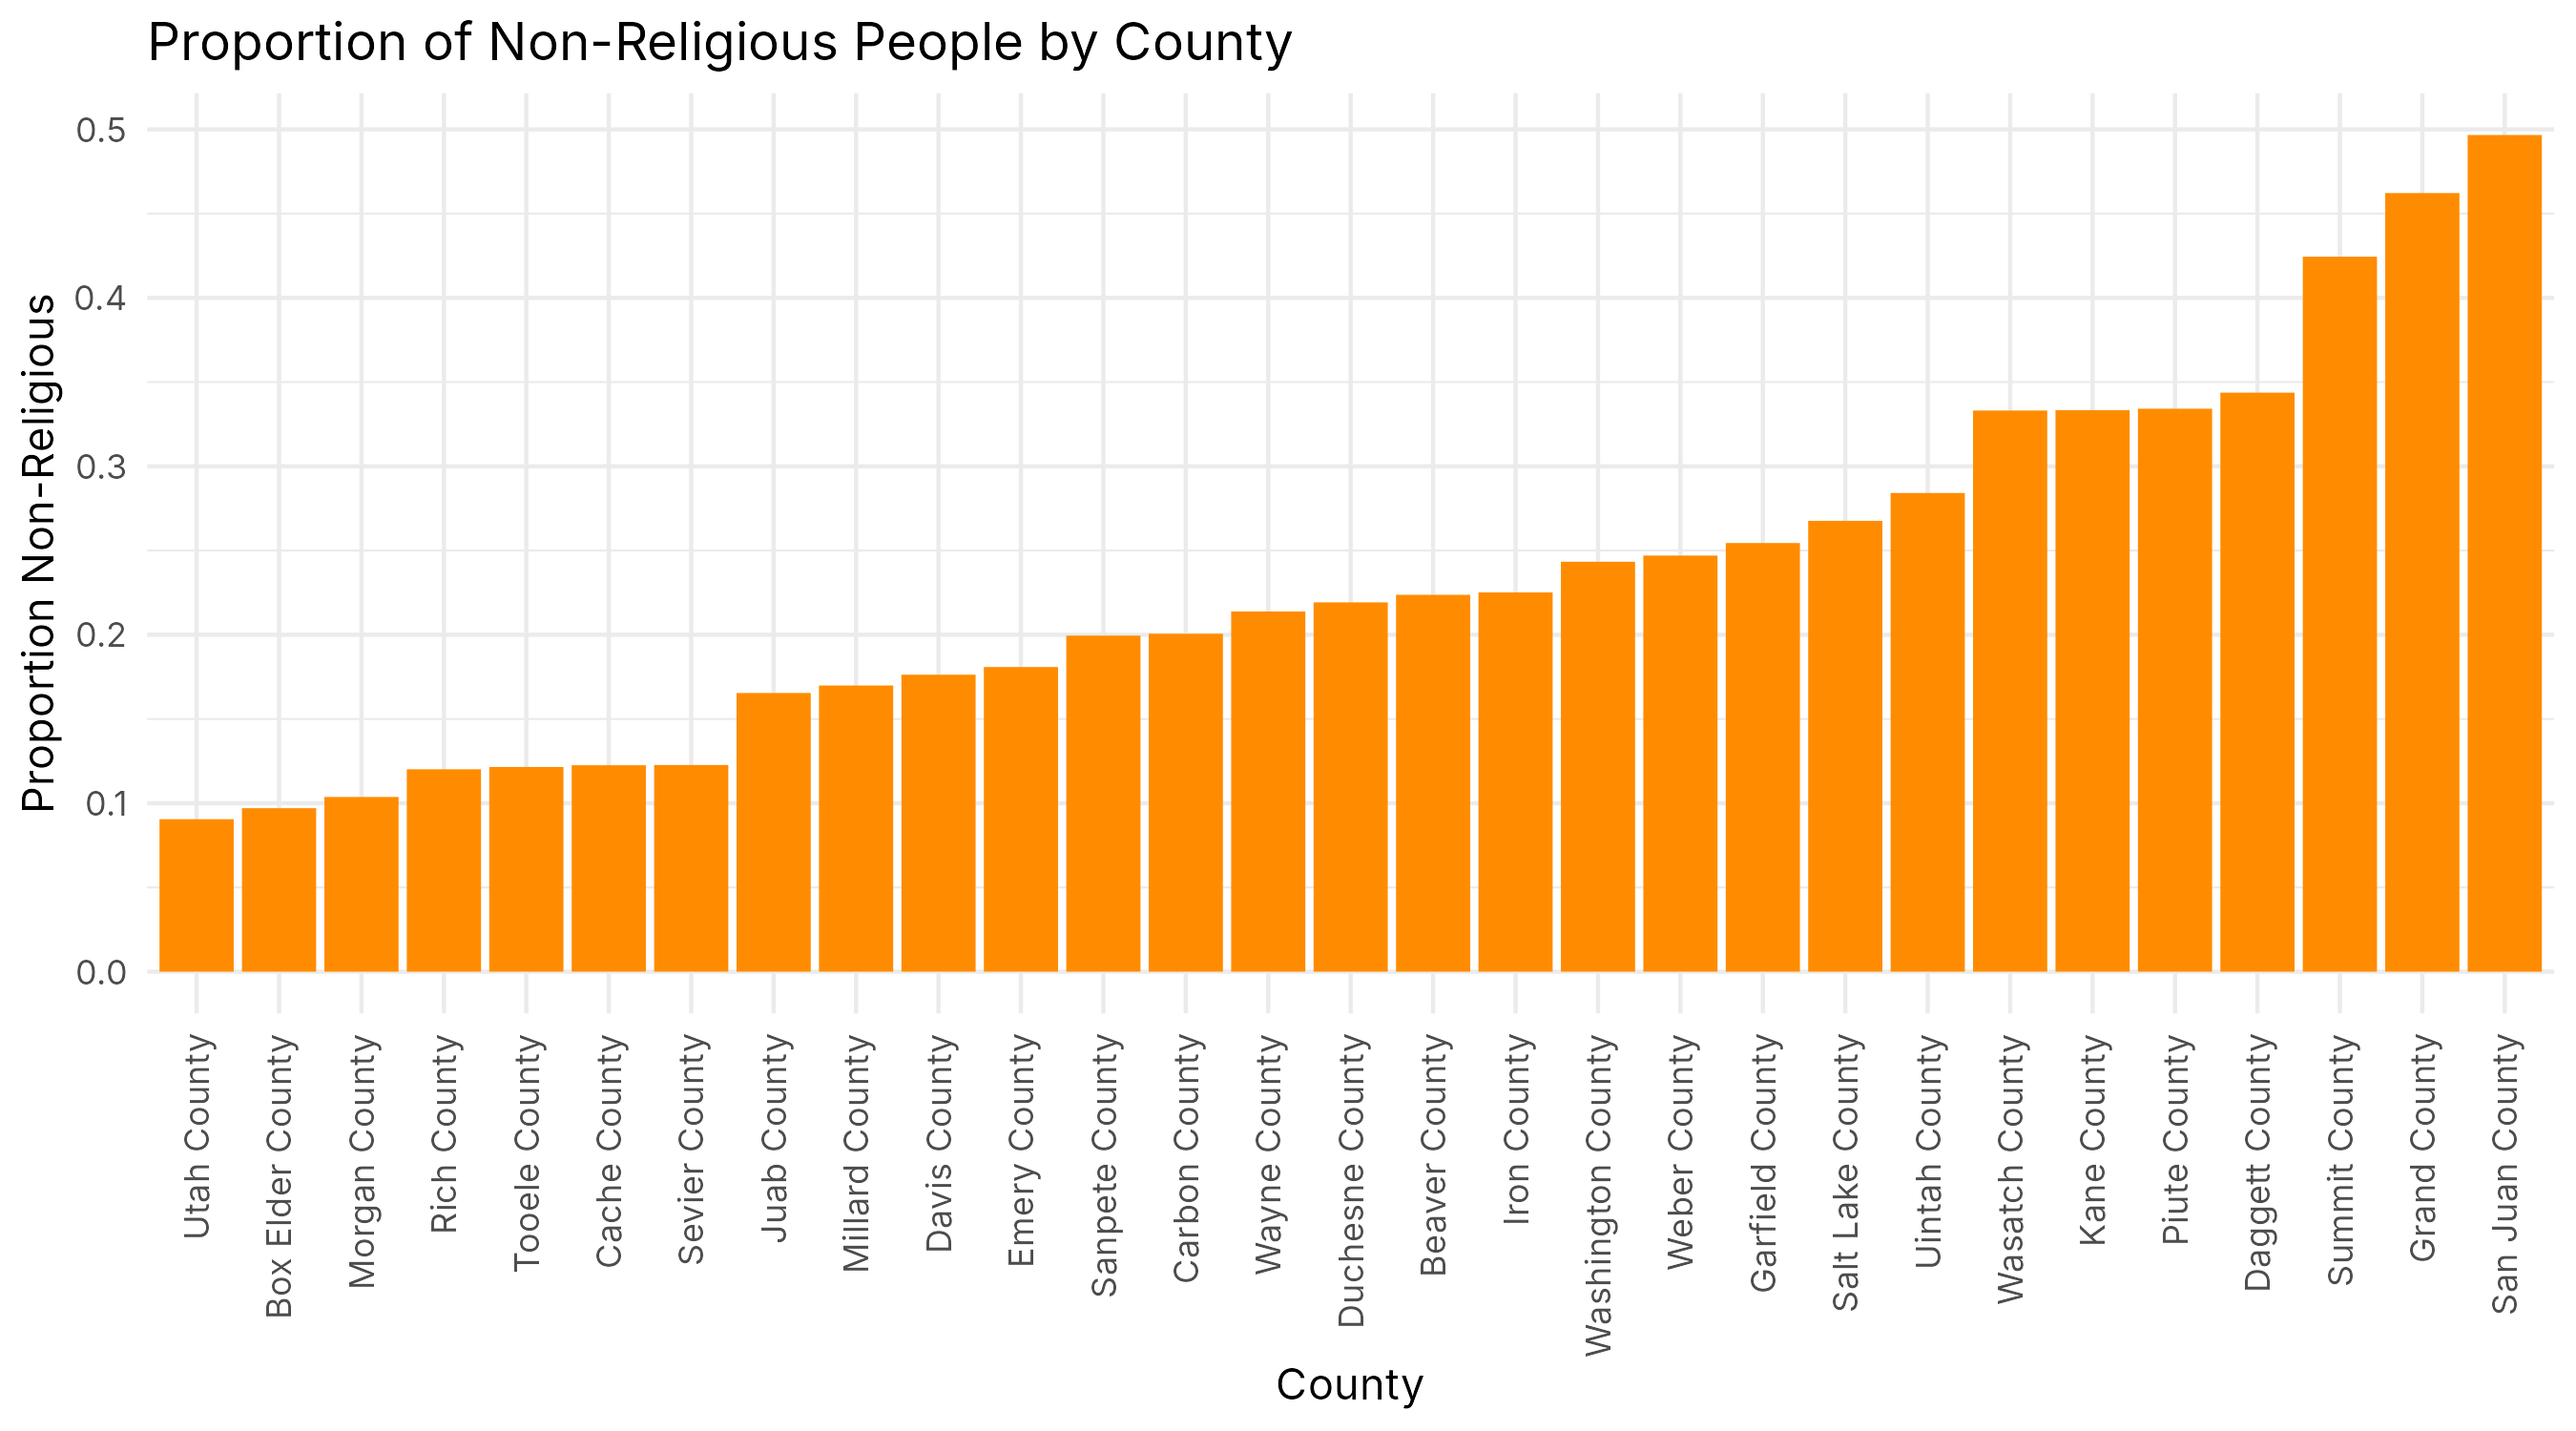 Proportion of Non-Religious People by County
Proportion Non-Religious
0.5
0.4
0.3
0.2
0.1
0.0
Utah County
Box Elder County
Morgan County
Rich County
Tooele County
Cache County
Sevier County
Juab County
Millard County
Davis County
Emery County
Sanpete County
Carbon County
Wayne County
Duchesne County
Beaver County
Iron County
Washington County
Weber County
Garfield County
Salt Lake County
Uintah County
Wasatch County
Kane County
Piute County
Daggett County
Summit County
Grand County
San Juan County
County